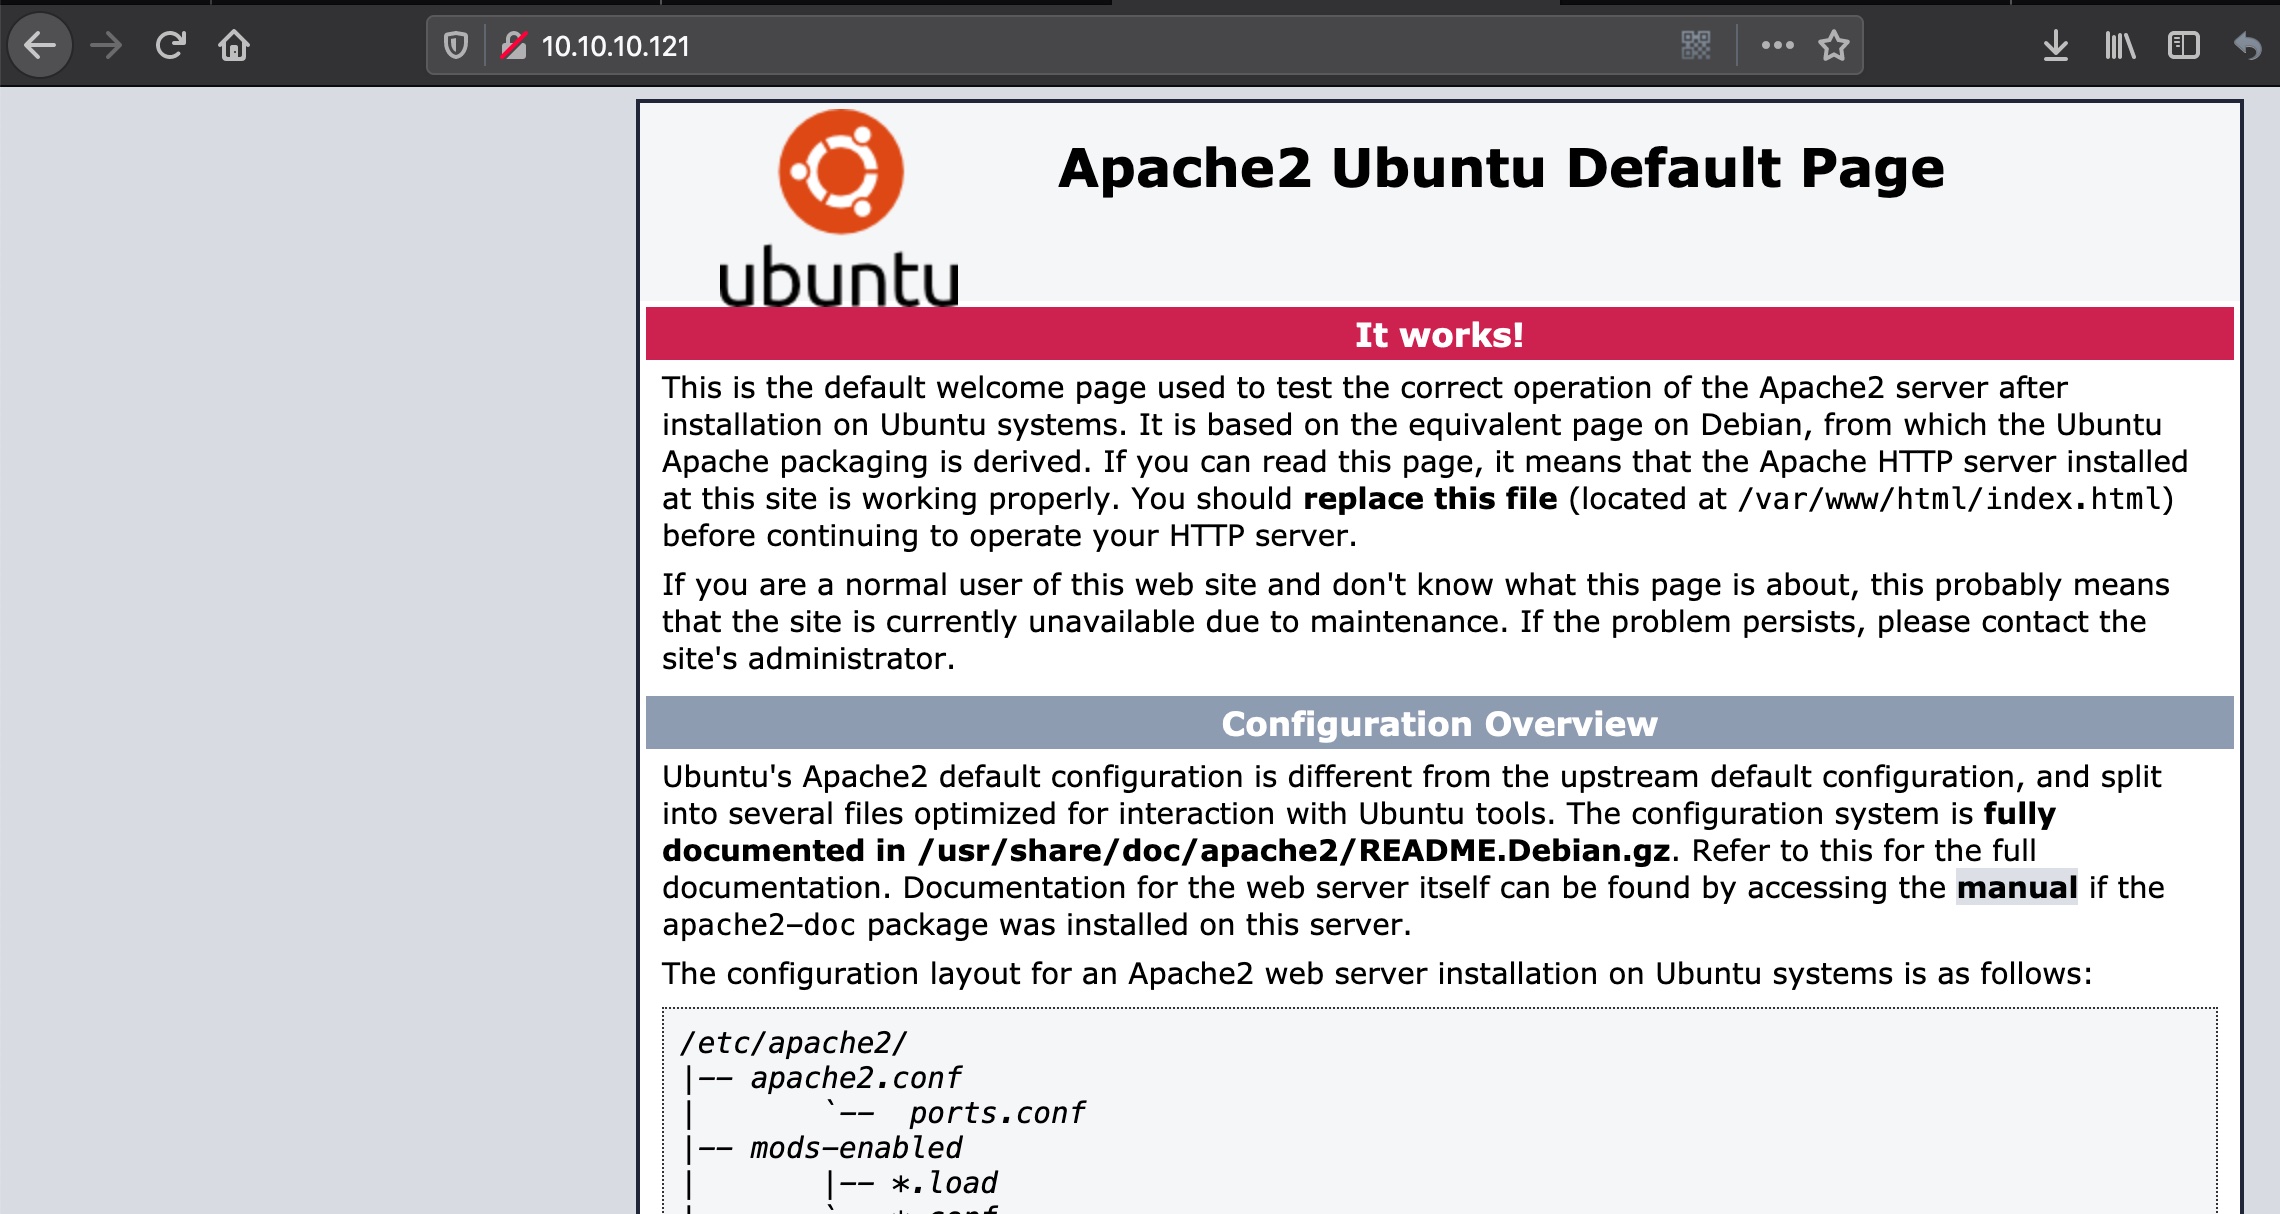 10.10.10.121
Apache2 Ubuntu Default Page
ubuntu
It works!
This is the default welcome page used to test the correct operation of the Apache2 server after
installation on Ubuntu systems. It is based on the equivalent page on Debian, from which the Ubuntu
Apache packaging is derived. If you can read this page, it means that the Apache HTTP server installed
at this site is working properly. You should replace this file (located at /var/www/html/index.html)
before continuing to operate your HTTP server.
If you are a normal user of this web site and don't know what this page is about, this probably means
that the site is currently unavailable due to maintenance. If the problem persists, please contact the
site's administrator.
Configuration Overview
Ubuntu's Apache2 default configuration is different from the upstream default configuration, and split
into several files optimized for interaction with Ubuntu tools. The configuration system is fully
documented in /usr/share/doc/apache2/README.Debian.gz. Refer to this for the full
documentation. Documentation for the web server itself can be found by accessing the manual if the
apache2-doc package was installed on this server.
The configuration layout for an Apache2 web server installation on Ubuntu systems is as follows:
/etc/apache2/
|-- apache2.conf
|       `--  ports.conf
|-- mods-enabled
|       |-- *.load
|       `-- *.conf